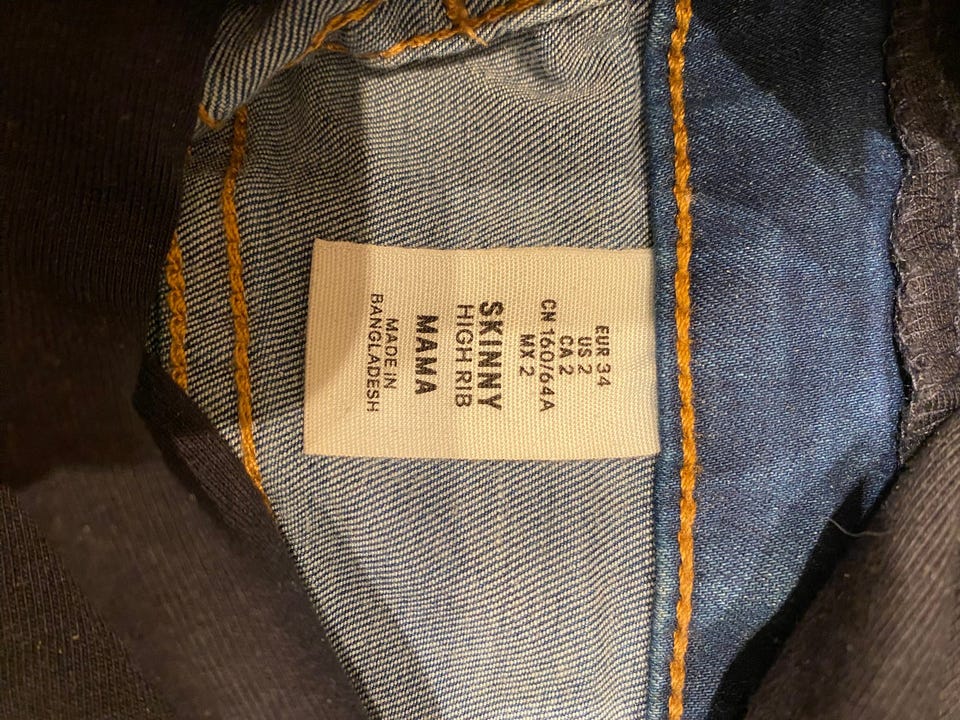 EUR 34
US 2
CA 2
CN 160/64A
MX 2
SKINNY
HIGH RIB
MAMA
MADE IN
BANGLADESH